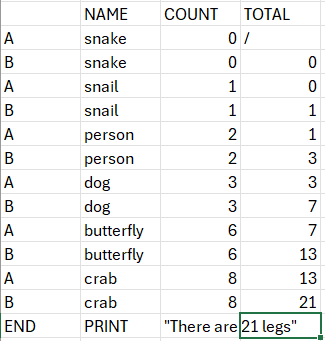 NAME COUNT TOTAL
A snake 0 /
B snake 0 0
A snail 1 0
B snail 1 1
A person 2 1
B person 2 3
A dog 3 3
B dog 3 7
A butterfly 6 7
B butterfly 6 13
A crab 8 13
B crab 8 21
END PRINT "There are 21 legs"